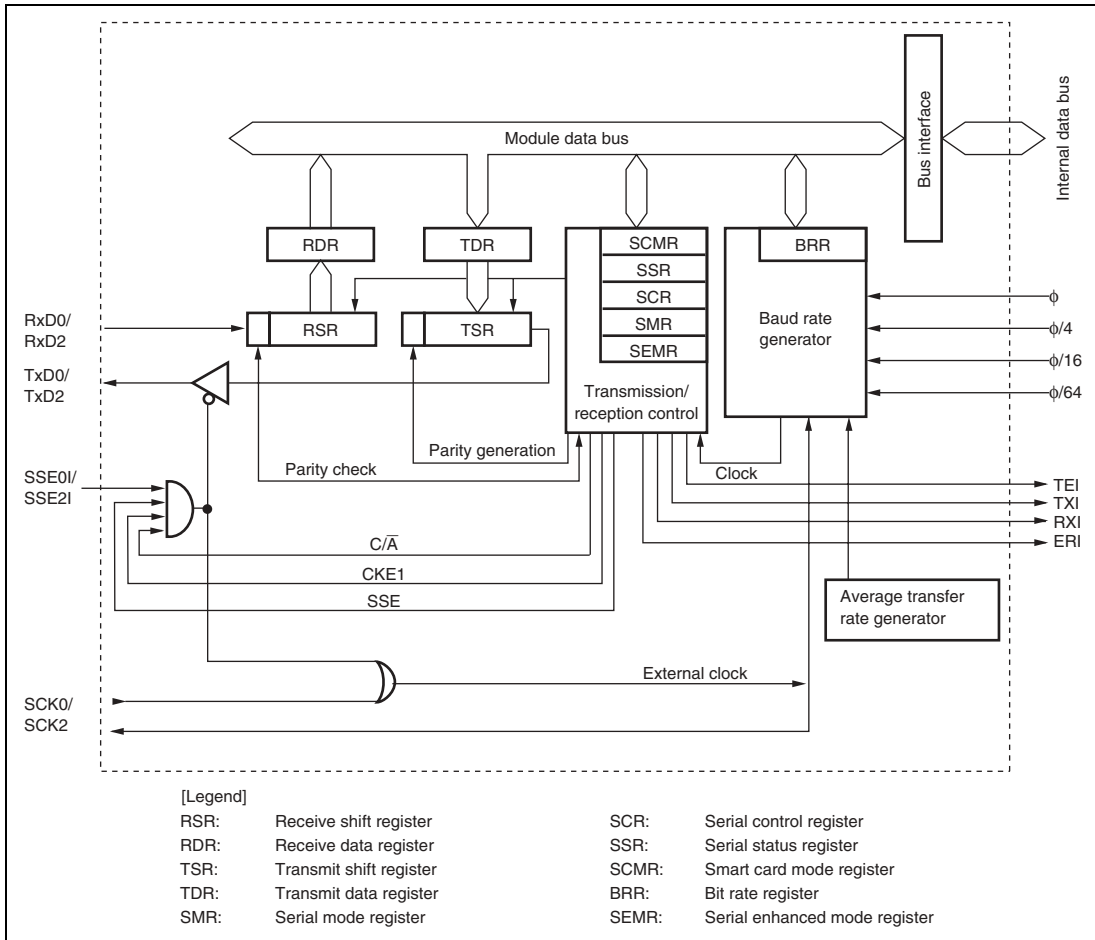 Module data bus
Bus interface
Internal data bus
RDR
TDR
SCMR
SSR
SCR
SMR
SEMR
BRR
Baud rate
generator
ϕ
ϕ/4
ϕ/16
ϕ/64
RxD0/
RxD2
RSR
TSR
TxD0/
TxD2
Transmission/
reception control
Parity generation
Parity check
Clock
SSE0I/
SSE2I
TEI
TXI
RXI
ERI
C/A̅
CKE1
SSE
Average transfer
rate generator
External clock
SCK0/
SCK2
[Legend]
RSR: Receive shift register
RDR: Receive data register
TSR: Transmit shift register
TDR: Transmit data register
SMR: Serial mode register
SCR: Serial control register
SSR: Serial status register
SCMR: Smart card mode register
BRR: Bit rate register
SEMR: Serial enhanced mode register